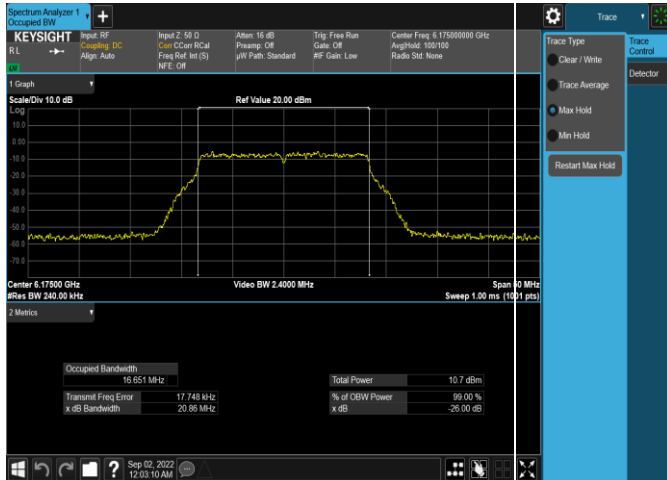 Spectrum Analyzer 1
Occupied BW
KEYSIGHT
Input: RF
Input Z: 50 Ω
Atten: 16 dB
Trig: Free Run
Center Freq: 6.175000000 GHz
RL
Coupling: DC
Corr CCorr RCal
Preamp: Off
Gate: Off
Avg|Hold: 100/100
Align: Auto
Freq Ref: Int (S)
µW Path: Standard
#IF Gain: Low
Radio Std: None
NFE: Off
1 Graph
Scale/Div 10.0 dB
Ref Value 20.00 dBm
Log
10.0
0.00
-10.0
-20.0
-30.0
-40.0
-50.0
-60.0
-70.0
Center 6.17500 GHz
Video BW 2.4000 MHz
Span 50 MHz
#Res BW 240.00 kHz
Sweep 1.00 ms (1001 pts)
2 Metrics
Occupied Bandwidth
16.651 MHz
Total Power
10.7 dBm
Transmit Freq Error
17.748 kHz
% of OBW Power
99.00 %
x dB Bandwidth
20.86 MHz
x dB
-26.00 dB
Sep 02, 2022
12:03:10 AM
Trace
Trace Type
Clear / Write
Trace Average
Max Hold
Min Hold
Restart Max Hold
Trace
Control
Detector